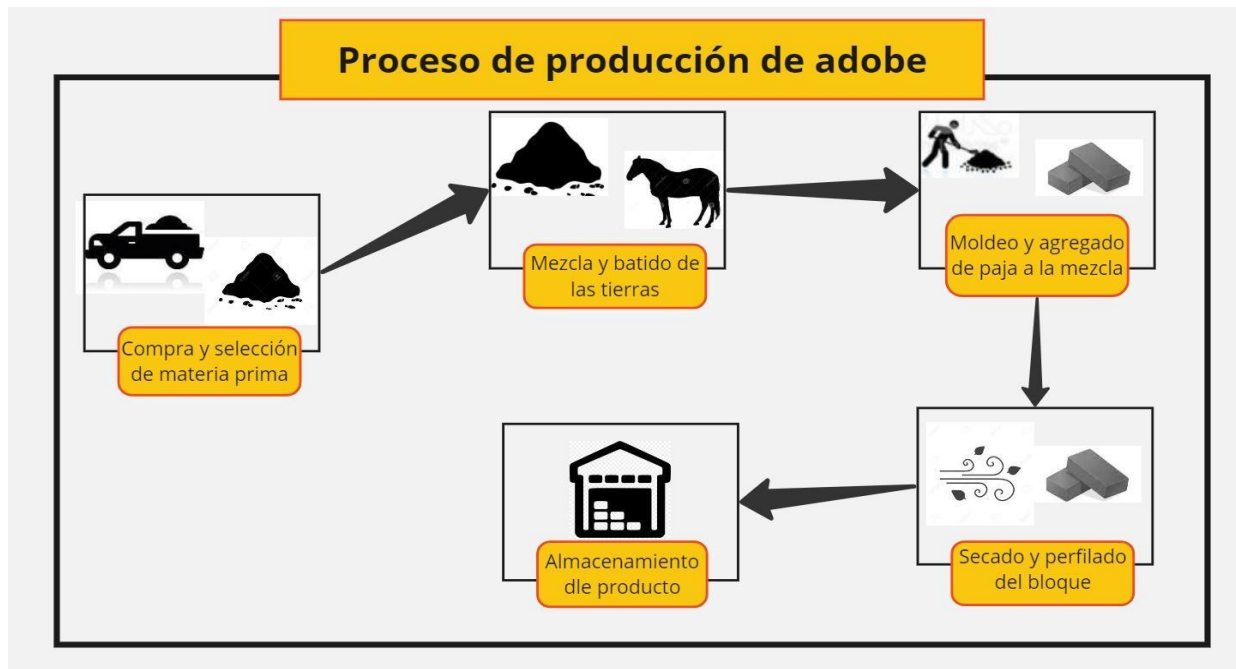 Proceso de producción de adobe
Compra y selección
de materia prima
Mezcla y batido de
las tierras
Moldeo y agregado
de paja a la mezcla
Secado y perfilado
del bloque
Almacenamiento
dle producto